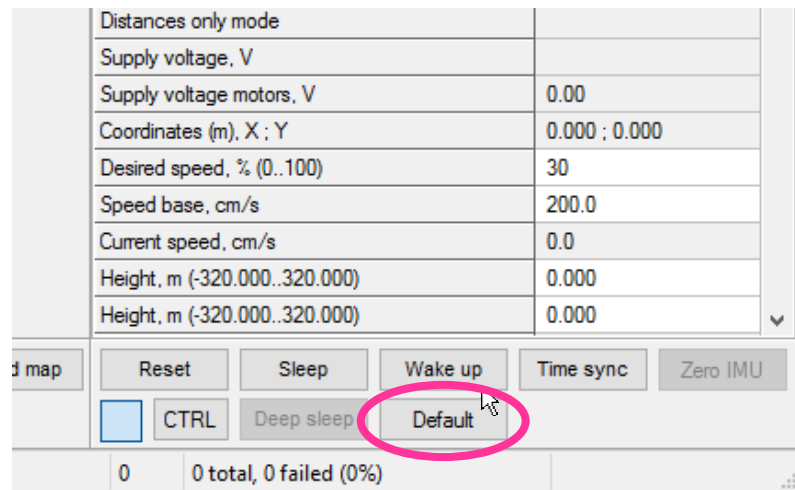 Distances only mode
Supply voltage, V
Supply voltage motors, V 0.00
Coordinates (m), X ; Y 0.000 ; 0.000
Desired speed, % (0..100) 30
Speed base, cm/s 200.0
Current speed, cm/s 0.0
Height, m (-320.000..320.000) 0.000
Height, m (-320.000..320.000) 0.000
d map Reset Sleep Wake up Time sync Zero IMU
CTRL Deep sleep Default
0 0 total, 0 failed (0%)